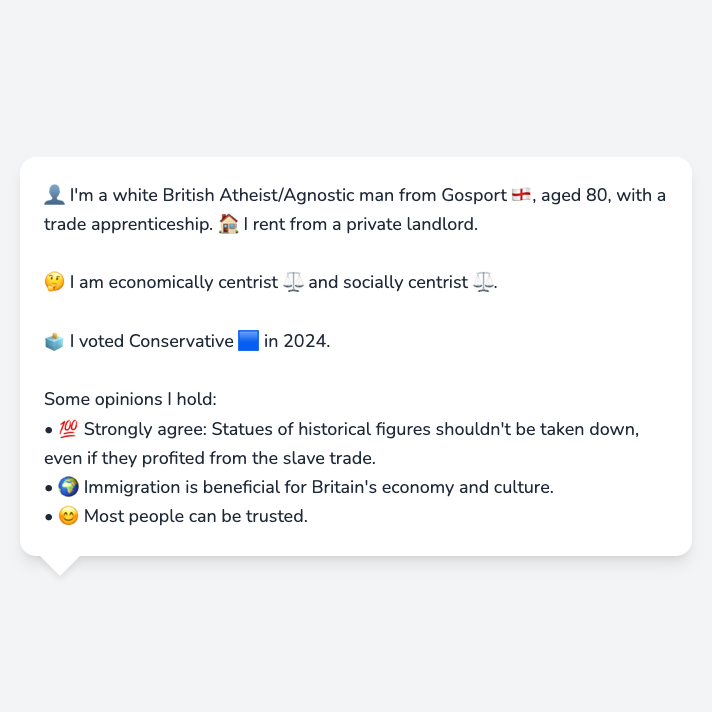 👤 I'm a white British Atheist/Agnostic man from Gosport 🏴󠁧󠁢󠁥󠁮󠁧󠁿, aged 80, with a
trade apprenticeship. 🏠 I rent from a private landlord.
🤔 I am economically centrist ⚖️ and socially centrist ⚖️.
🗳️ I voted Conservative 🟦 in 2024.
Some opinions I hold:
• 💯 Strongly agree: Statues of historical figures shouldn't be taken down,
even if they profited from the slave trade.
• 🌍 Immigration is beneficial for Britain's economy and culture.
• 😊 Most people can be trusted.